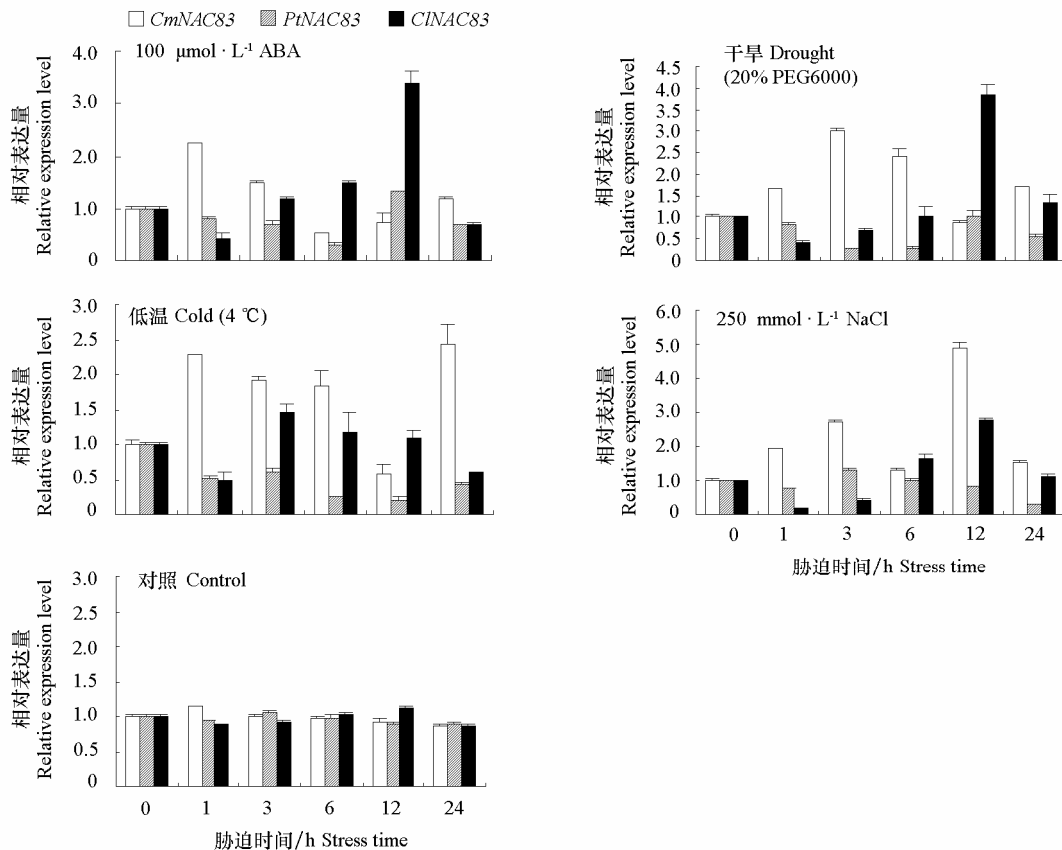 CmNAC83 PtNAC83 ClNAC83
100 μmol · L⁻¹ ABA
相对表达量
Relative expression level
4.0
3.0
2.0
1.0
0
干旱 Drought
(20% PEG6000)
相对表达量
Relative expression level
4.5
4.0
3.5
3.0
2.5
2.0
1.5
1.0
0.5
0
低温 Cold (4 ℃)
相对表达量
Relative expression level
3.0
2.5
2.0
1.5
1.0
0.5
0
250 mmol · L⁻¹ NaCl
相对表达量
Relative expression level
6.0
5.0
4.0
3.0
2.0
1.0
0
0 1 3 6 12 24
胁迫时间/h Stress time
对照 Control
相对表达量
Relative expression level
3.0
2.5
2.0
1.5
1.0
0.5
0
0 1 3 6 12 24
胁迫时间/h Stress time